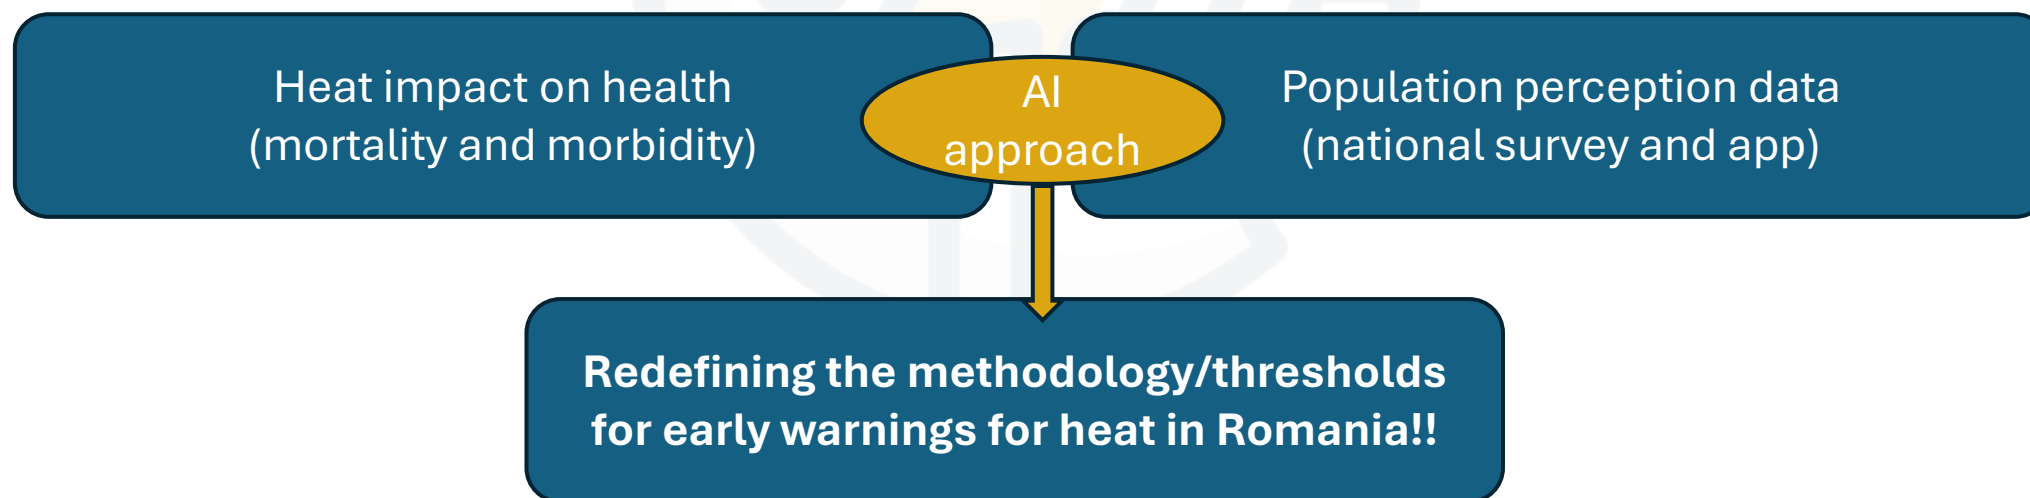 Heat impact on health
(mortality and morbidity)
AI
approach
Population perception data
(national survey and app)
Redefining the methodology/thresholds
for early warnings for heat in Romania!!